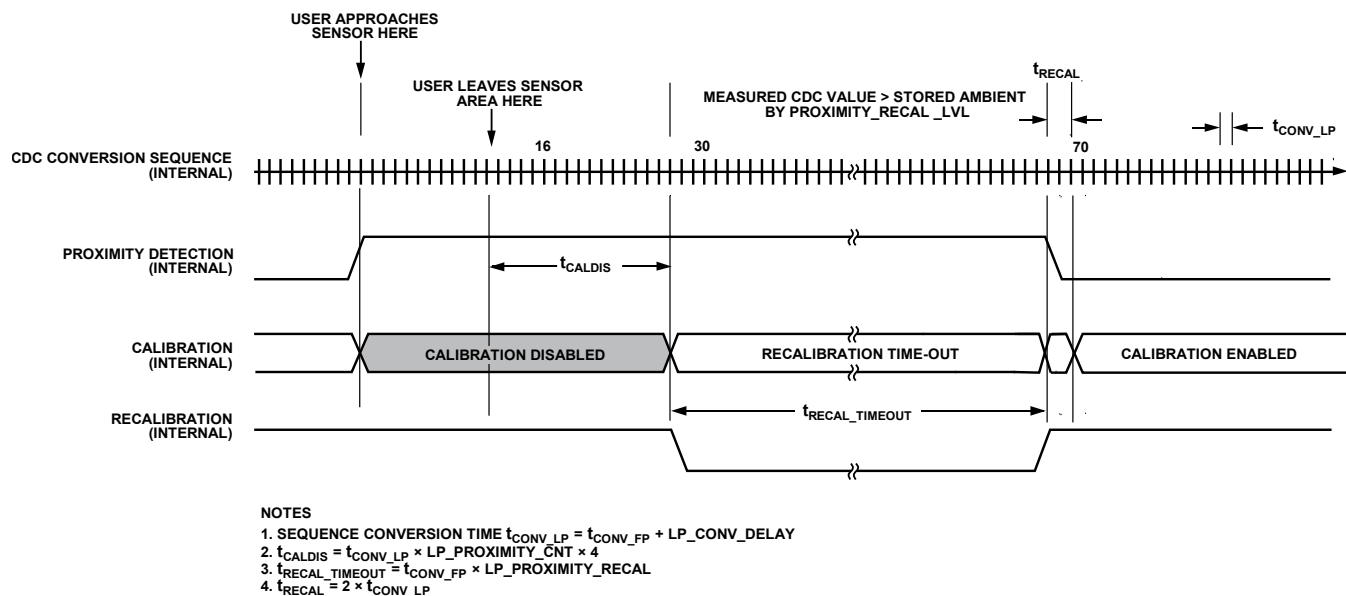 USER APPROACHES
SENSOR HERE
USER LEAVES SENSOR
AREA HERE
tRECAL
MEASURED CDC VALUE > STORED AMBIENT
BY PROXIMITY_RECAL _LVL
tCONV_LP
CDC CONVERSION SEQUENCE
(INTERNAL)
16
30
70
PROXIMITY DETECTION
(INTERNAL)
tCALDIS
CALIBRATION
(INTERNAL)
CALIBRATION DISABLED
RECALIBRATION TIME-OUT
CALIBRATION ENABLED
RECALIBRATION
(INTERNAL)
tRECAL_TIMEOUT
NOTES
1. SEQUENCE CONVERSION TIME tCONV_LP = tCONV_FP + LP_CONV_DELAY
2. tCALDIS = tCONV_LP × LP_PROXIMITY_CNT × 4
3. tRECAL_TIMEOUT = tCONV_FP × LP_PROXIMITY_RECAL
4. tRECAL = 2 × tCONV_LP